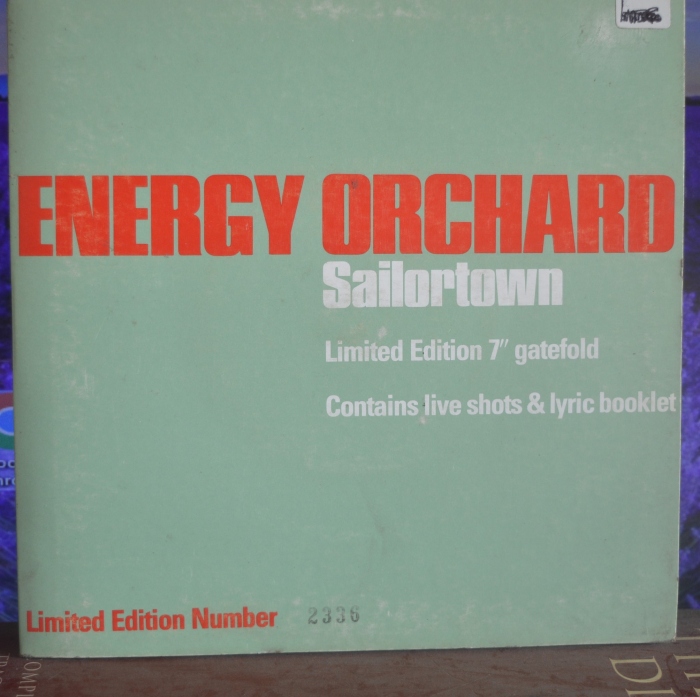 ENERGY ORCHARD
Sailortown
Limited Edition 7" gatefold
Contains live shots & lyric booklet
Limited Edition Number 2336